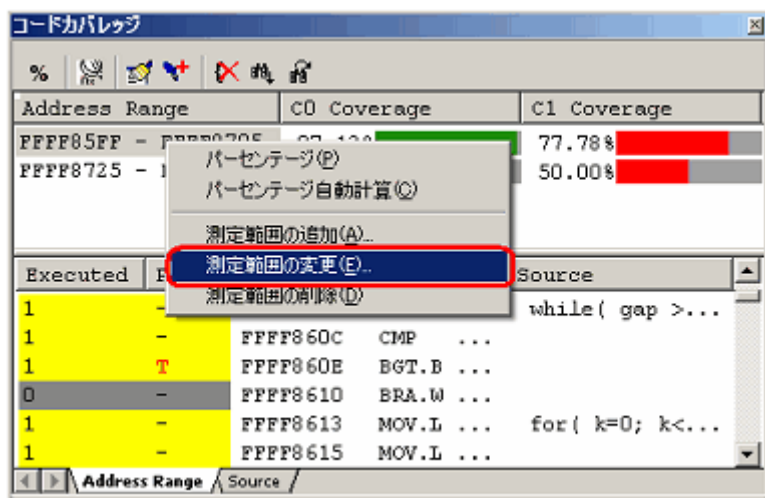 コードカバレッジ
%
Address Range C0 Coverage C1 Coverage
FFFF85FF - 77.78%
FFFF8725 - 50.00%
パーセンテージ(P)
パーセンテージ自動計算(C)
測定範囲の追加(A)...
測定範囲の変更(E)...
測定範囲の削除(D)
Executed Source
1 - while( gap >...
1 - FFFF860C CMP ...
1 T FFFF860E BGT.B ...
0 - FFFF8610 BRA.W ...
1 - FFFF8613 MOV.L ... for( k=0; k<...
1 - FFFF8615 MOV.L ...
Address Range Source